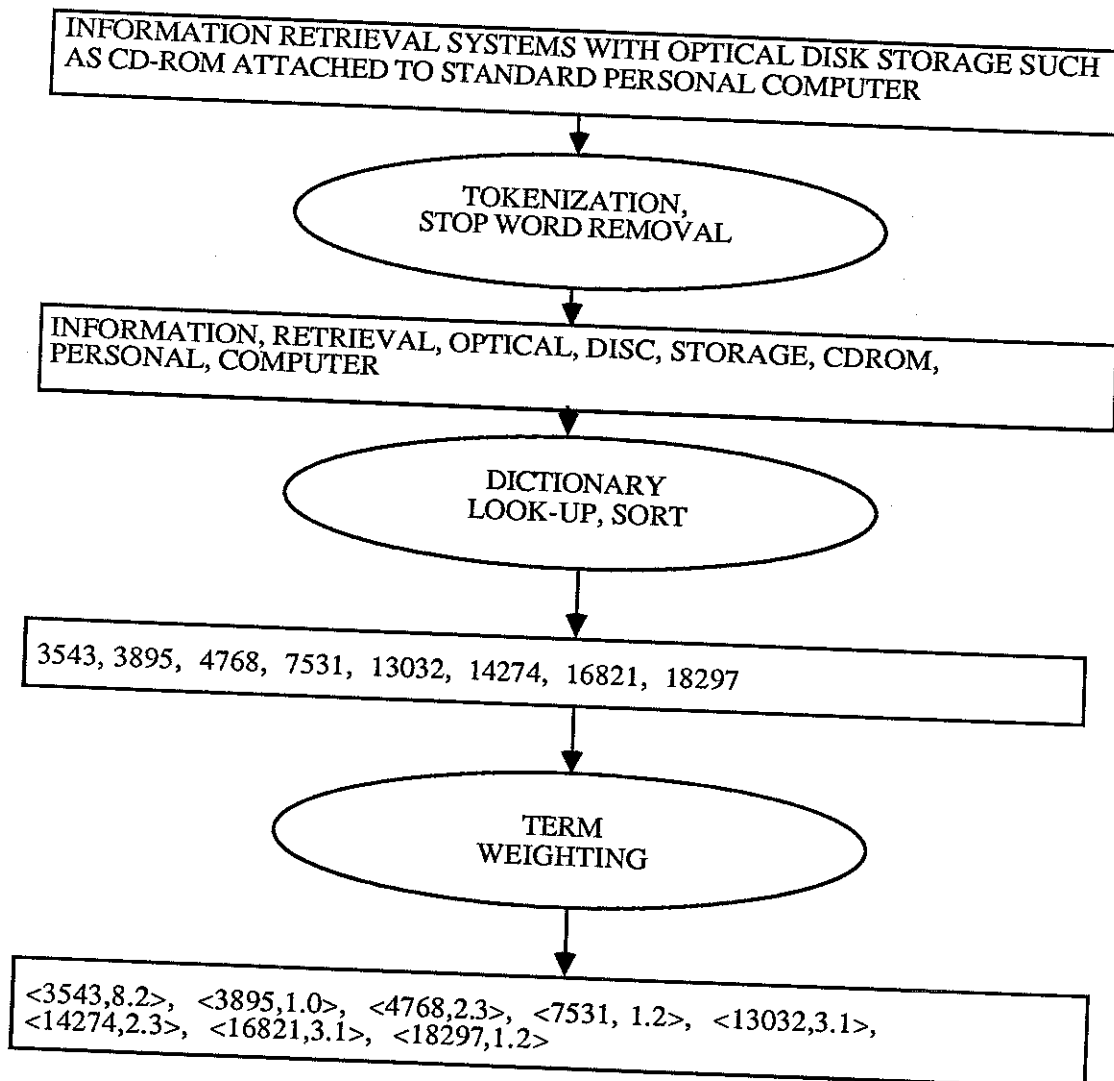 INFORMATION RETRIEVAL SYSTEMS WITH OPTICAL DISK STORAGE SUCH
AS CD-ROM ATTACHED TO STANDARD PERSONAL COMPUTER
TOKENIZATION,
STOP WORD REMOVAL
INFORMATION, RETRIEVAL, OPTICAL, DISC, STORAGE, CDROM,
PERSONAL, COMPUTER
DICTIONARY
LOOK-UP, SORT
3543, 3895, 4768, 7531, 13032, 14274, 16821, 18297
TERM
WEIGHTING
<3543,8.2>, <3895,1.0>, <4768,2.3>, <7531, 1.2>, <13032,3.1>,
<14274,2.3>, <16821,3.1>, <18297,1.2>